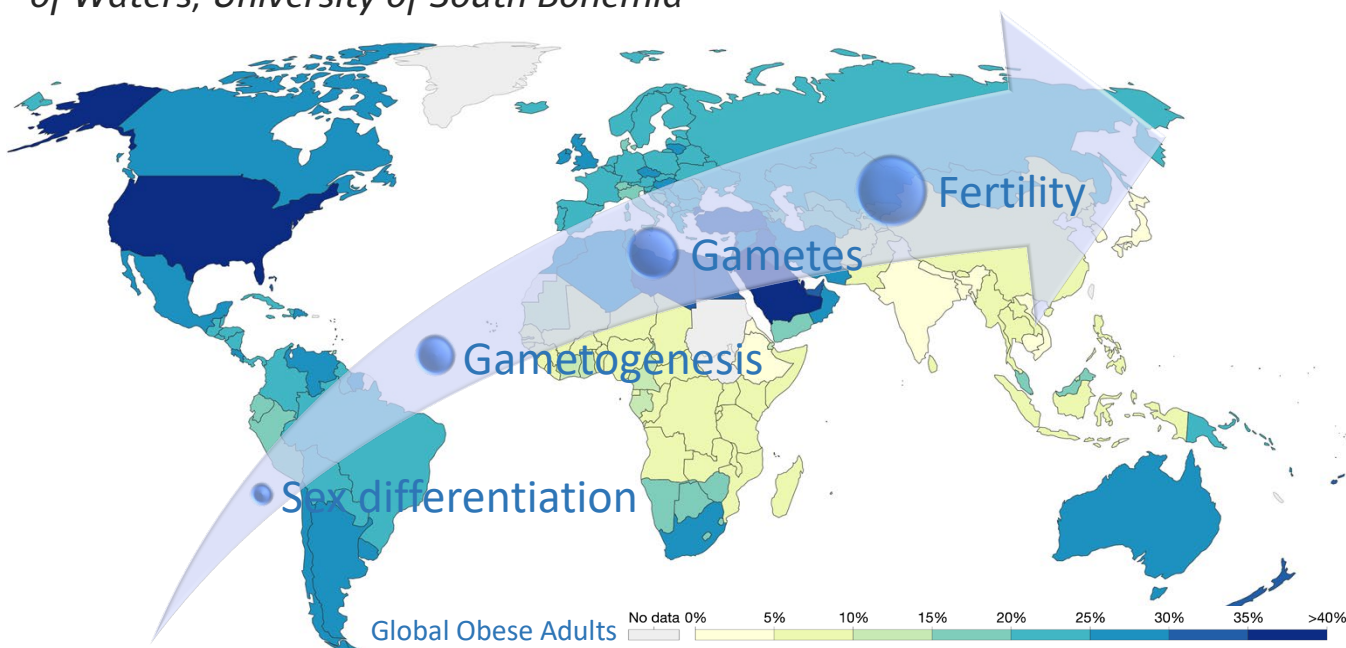 of Waters, University of South Bohemia
Fertility
Gametes
Gametogenesis
Sex differentiation
Global Obese Adults
No data 0% 5% 10% 15% 20% 25% 30% 35% >40%